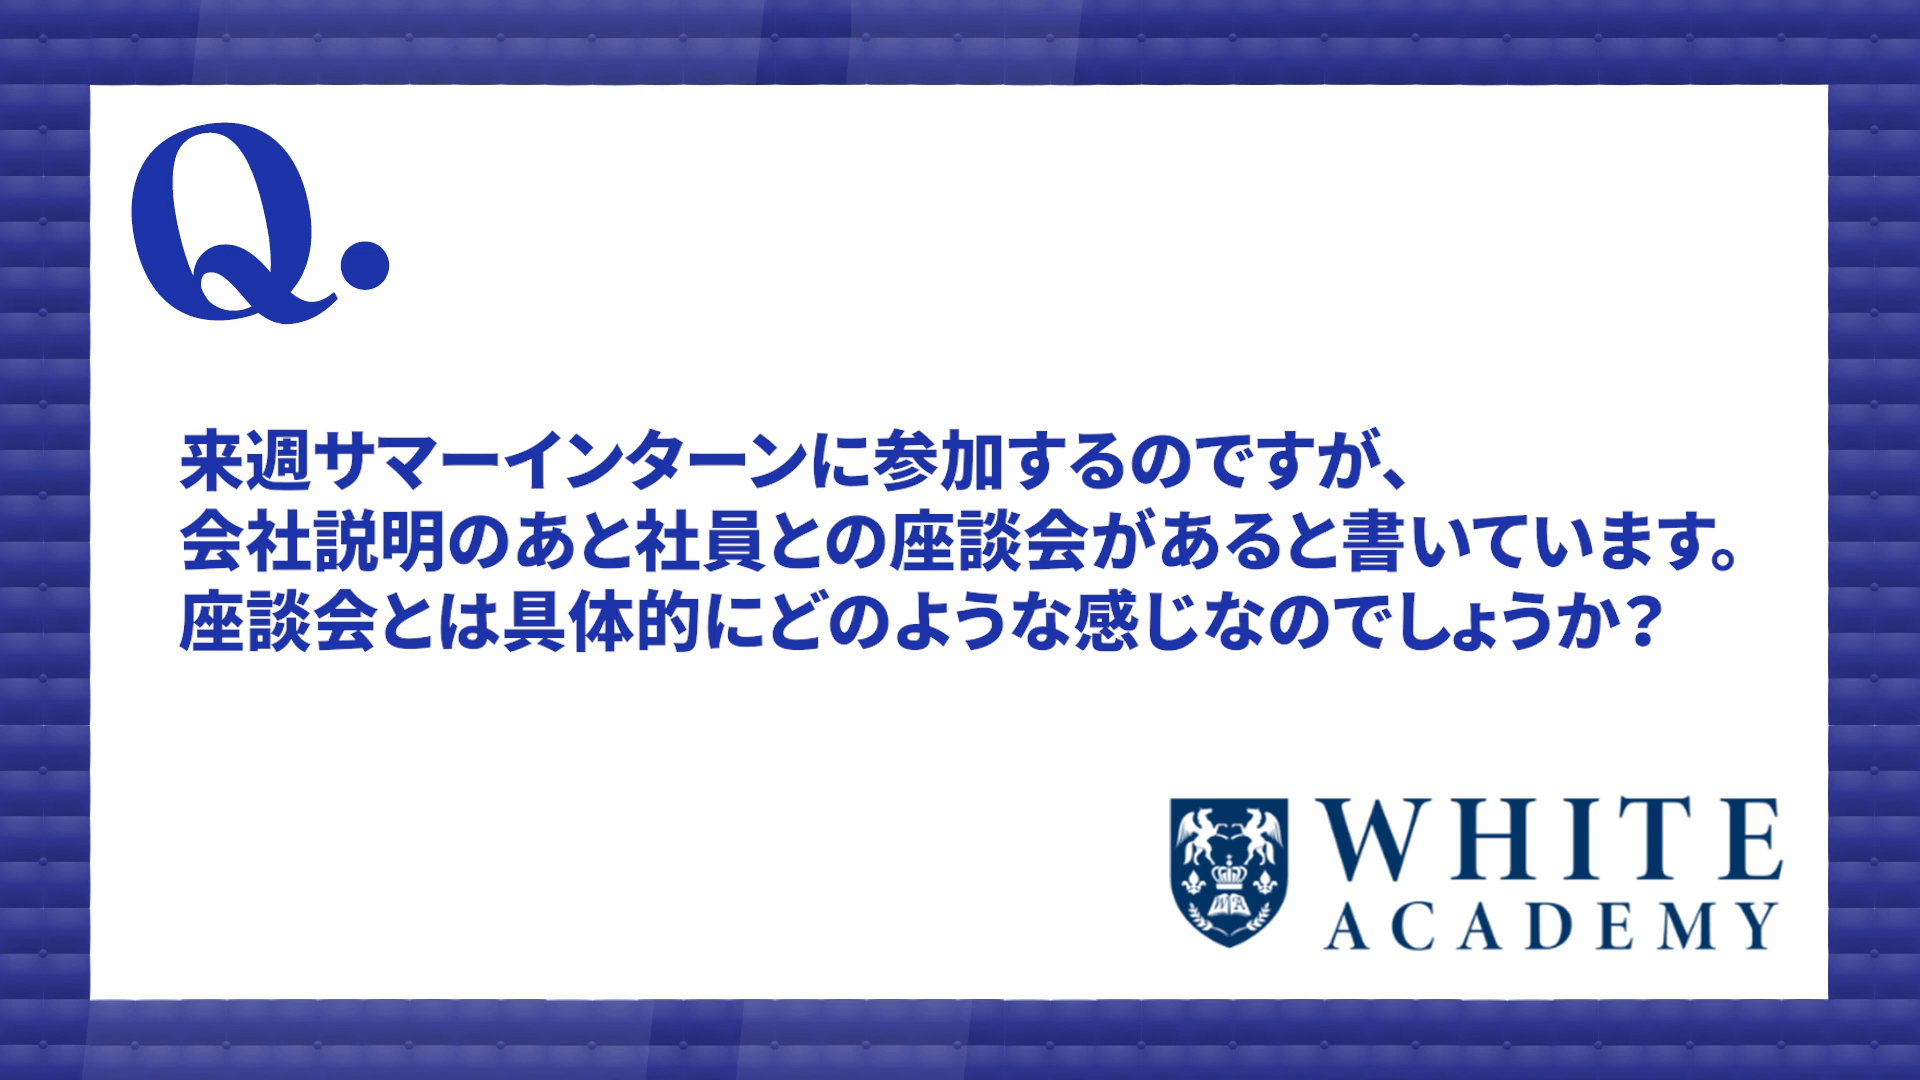 Q.
来週サマーインターンに参加するのですが、
会社説明のあと社員との座談会があると書いています。
座談会とは具体的にどのような感じなのでしょうか？
WHITE
ACADEMY